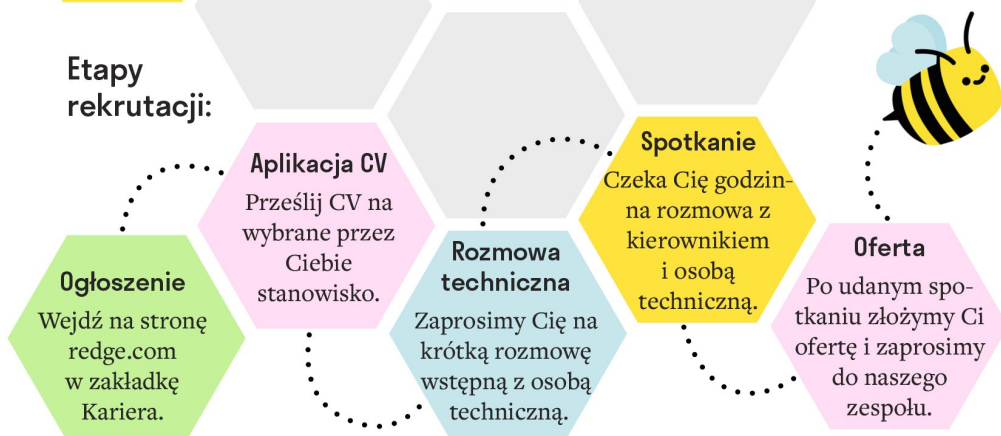 Etapy
rekrutacji:
Ogłoszenie
Wejdź na stronę
redge.com
w zakładkę
Kariera.
Aplikacja CV
Prześlij CV na
wybrane przez
Ciebie
stanowisko.
Rozmowa
techniczna
Zaprosimy Cię na
krótką rozmowę
wstępną z osobą
techniczną.
Spotkanie
Czeka Cię godzin-
na rozmowa z
kierownikiem
i osobą
techniczną.
Oferta
Po udanym spo-
tkaniu złożymy Ci
ofertę i zaprosimy
do naszego
zespołu.